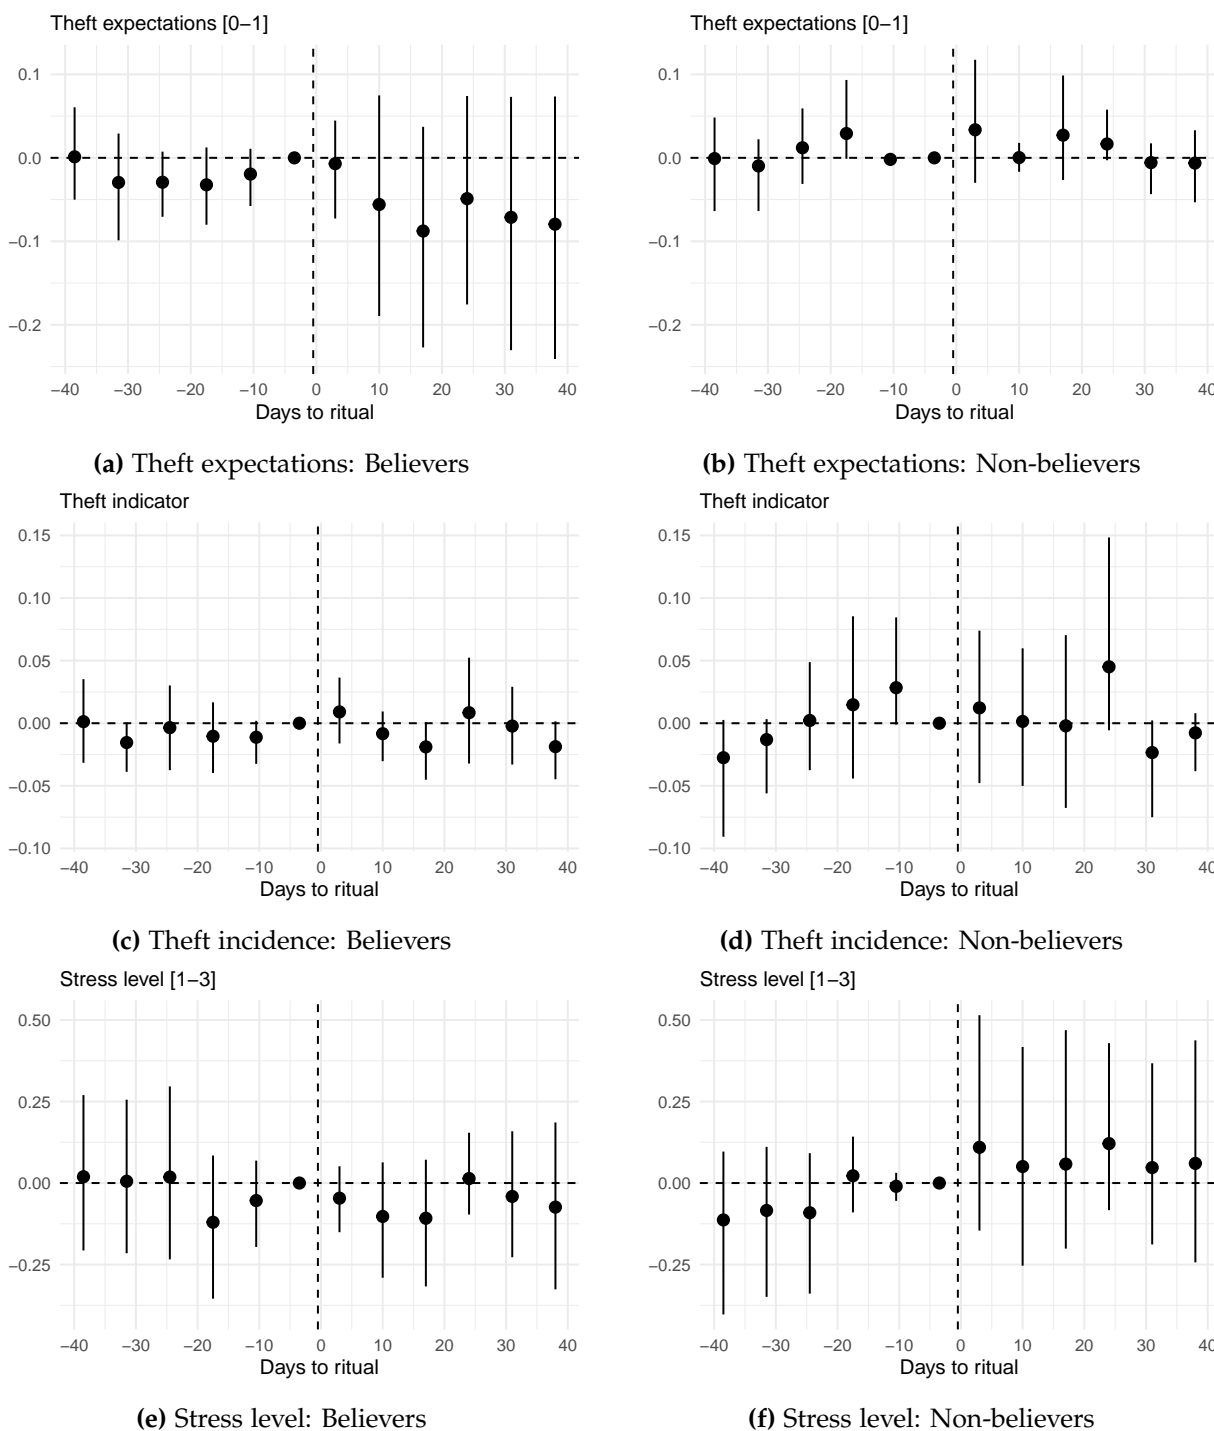 Theft expectations [0−1]
0.1
0.0
−0.1
−0.2
−40 −30 −20 −10 0 10 20 30 40
Days to ritual
(a) Theft expectations: Believers
Theft expectations [0−1]
0.1
0.0
−0.1
−0.2
−40 −30 −20 −10 0 10 20 30 40
Days to ritual
(b) Theft expectations: Non-believers
Theft indicator
0.15
0.10
0.05
0.00
−0.05
−0.10
−40 −30 −20 −10 0 10 20 30 40
Days to ritual
(c) Theft incidence: Believers
Theft indicator
0.15
0.10
0.05
0.00
−0.05
−0.10
−40 −30 −20 −10 0 10 20 30 40
Days to ritual
(d) Theft incidence: Non-believers
Stress level [1−3]
0.50
0.25
0.00
−0.25
−40 −30 −20 −10 0 10 20 30 40
Days to ritual
(e) Stress level: Believers
Stress level [1−3]
0.50
0.25
0.00
−0.25
−40 −30 −20 −10 0 10 20 30 40
Days to ritual
(f) Stress level: Non-believers